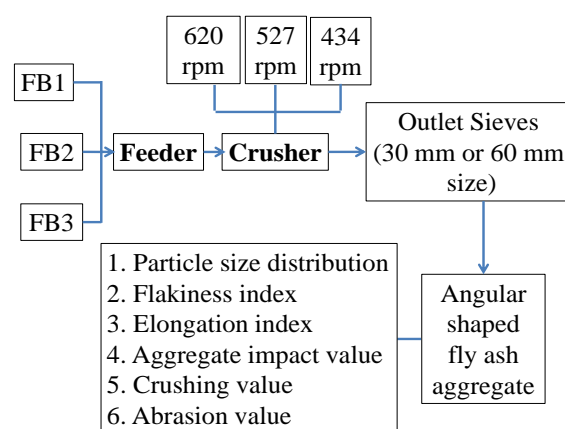 620
rpm
527
rpm
434
rpm
FB1
FB2
FB3
Feeder
Crusher
Outlet Sieves
(30 mm or 60 mm
size)
1. Particle size distribution
2. Flakiness index
3. Elongation index
4. Aggregate impact value
5. Crushing value
6. Abrasion value
Angular
shaped
fly ash
aggregate